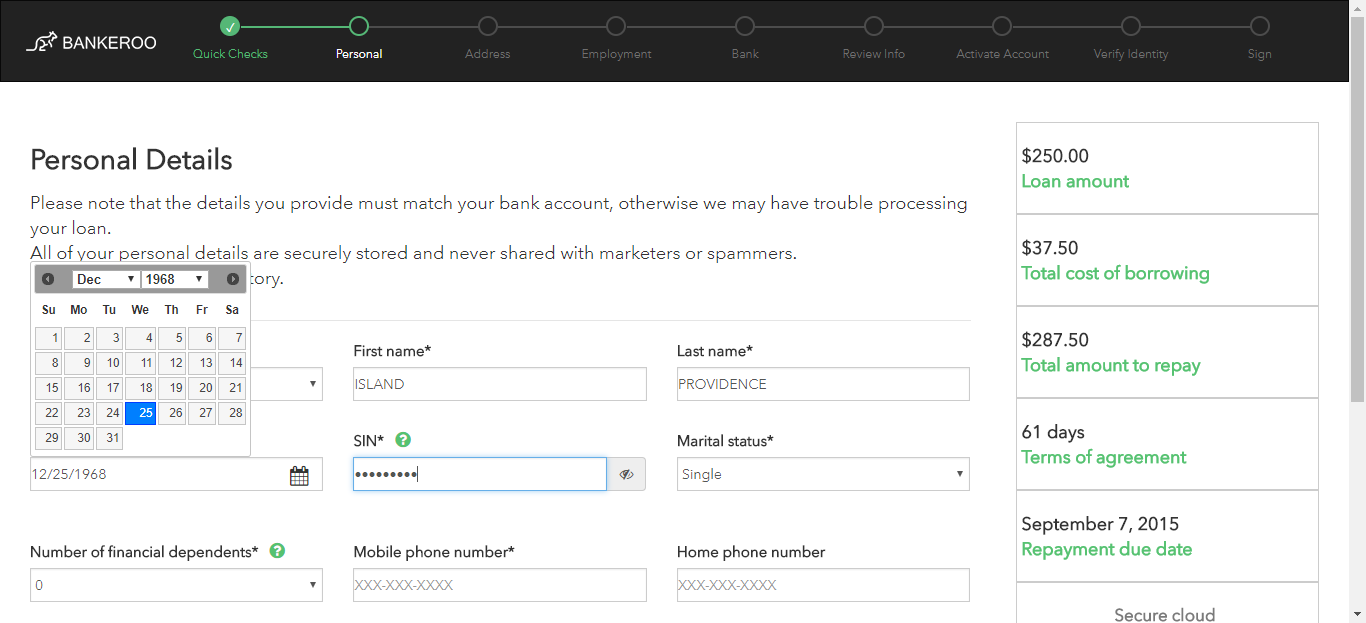 BANKEROO
Quick Checks
Personal
Address
Employment
Bank
Review Info
Activate Account
Verify Identity
Sign
Personal Details
Please note that the details you provide must match your bank account, otherwise we may have trouble processing
your loan.
All of your personal details are securely stored and never shared with marketers or spammers.
tory.
Dec 1968
Su Mo Tu We Th Fr Sa
1 2 3 4 5 6 7
8 9 10 11 12 13 14
15 16 17 18 19 20 21
22 23 24 25 26 27 28
29 30 31
First name*
ISLAND
Last name*
PROVIDENCE
12/25/1968
SIN* ?
•••••••••
Marital status*
Single
Number of financial dependents* ?
0
Mobile phone number*
XXX-XXX-XXXX
Home phone number
XXX-XXX-XXXX
$250.00
Loan amount
$37.50
Total cost of borrowing
$287.50
Total amount to repay
61 days
Terms of agreement
September 7, 2015
Repayment due date
Secure cloud